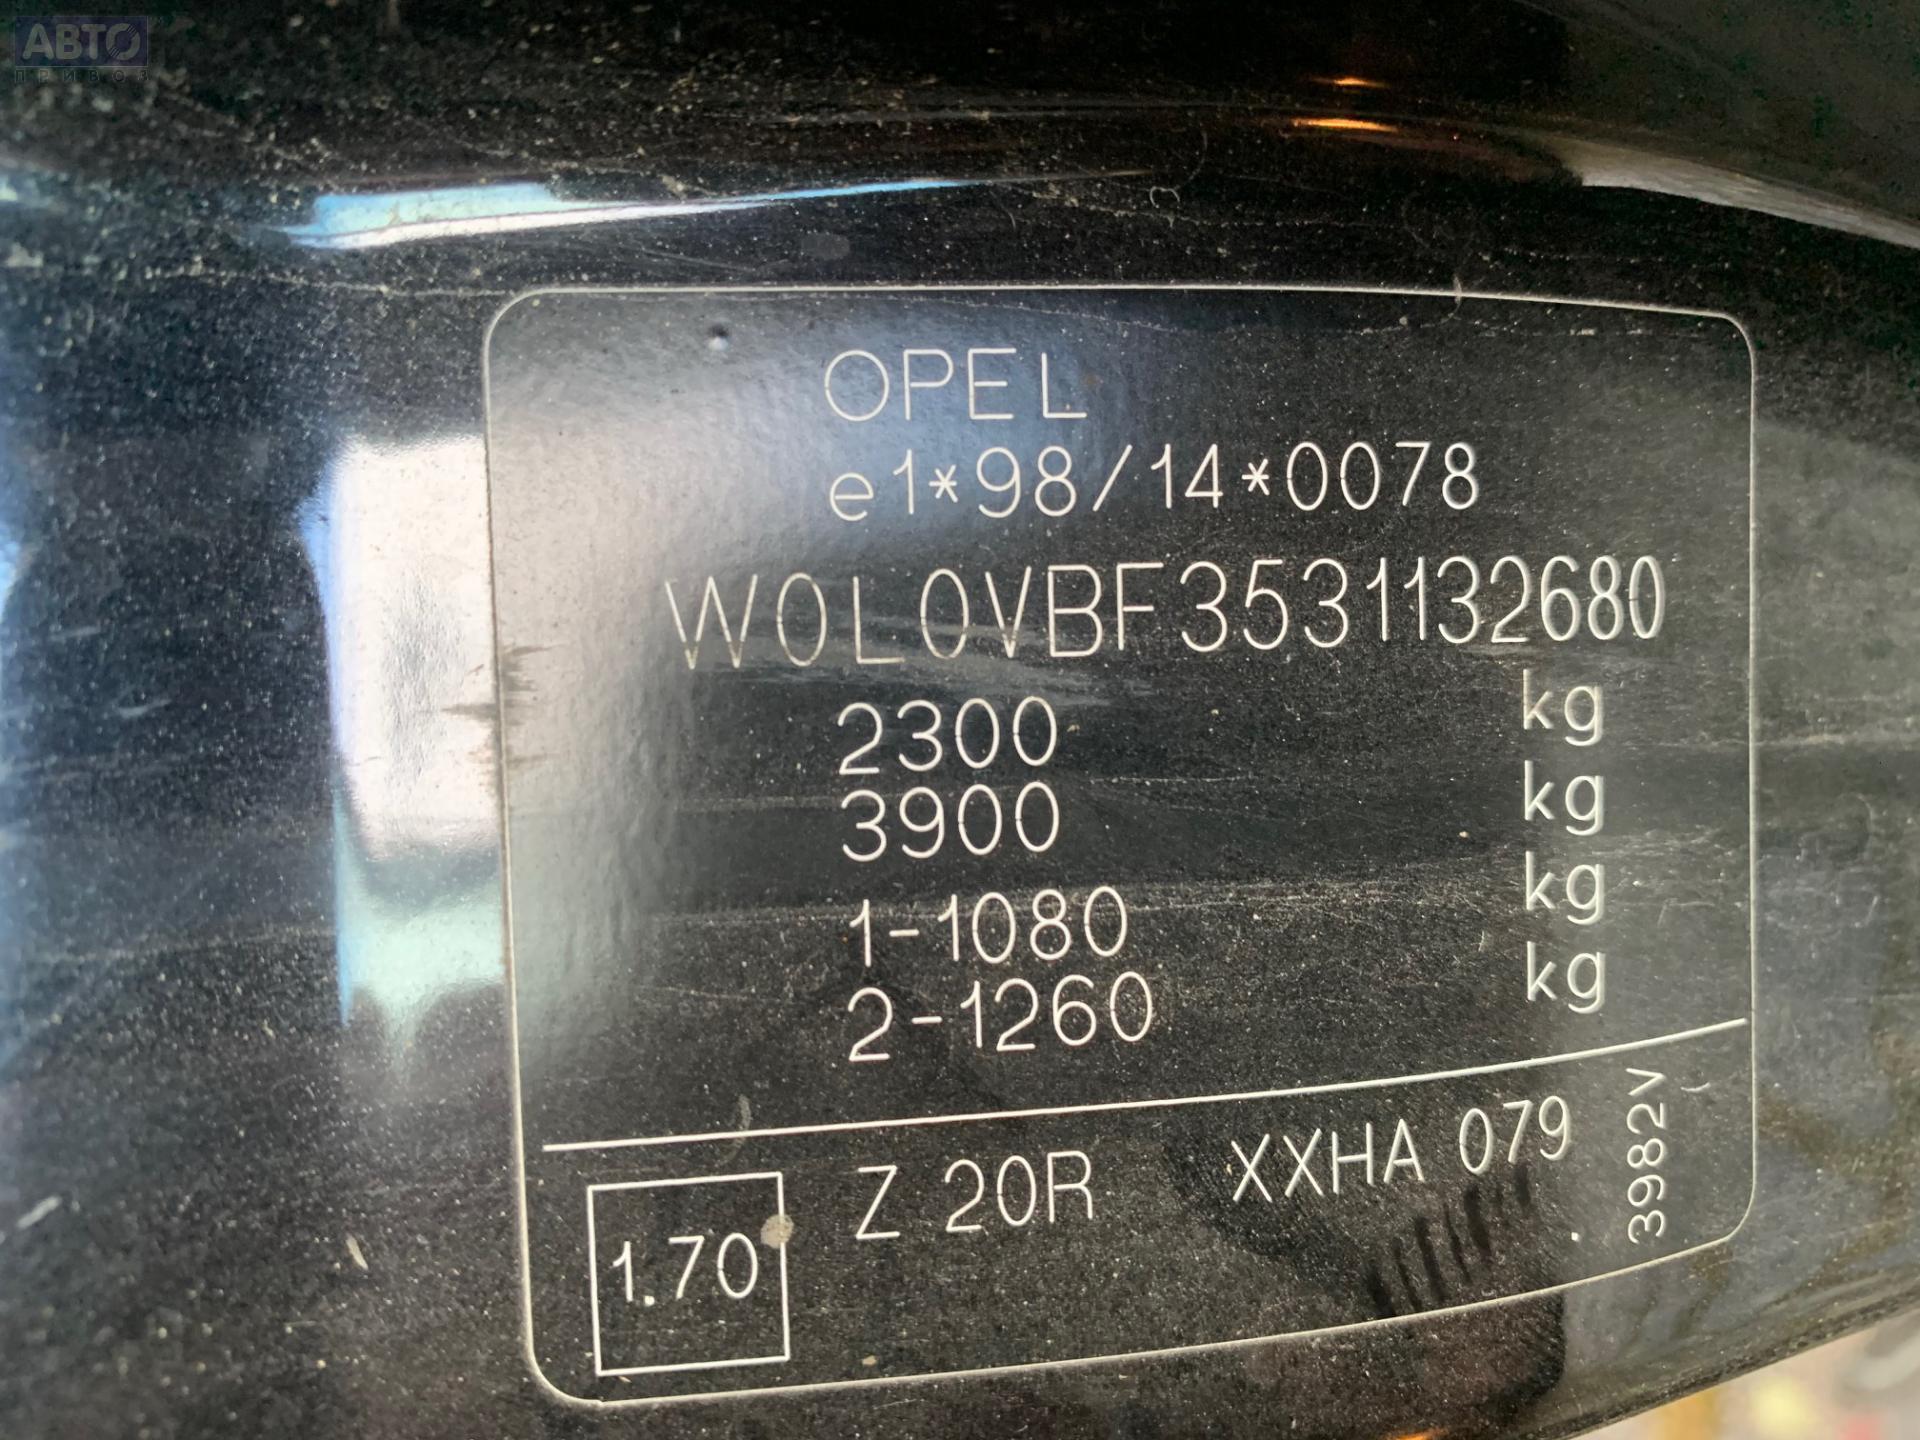 АВТО
ПРИВОЗ
OPEL
e1*98/14*0078
W0L0VBF3531132680
2300 kg
3900 kg
1-1080 kg
2-1260 kg
1.70 Z 20R XXHA 079 .
3982V